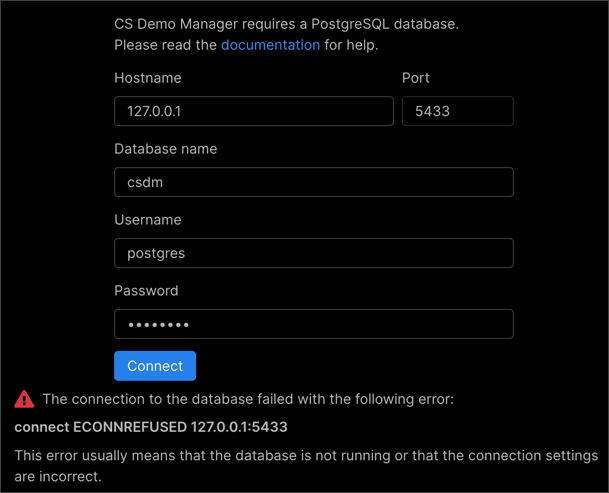 CS Demo Manager requires a PostgreSQL database.
Please read the documentation for help.
Hostname Port
127.0.0.1 5433
Database name
csdm
Username
postgres
Password
••••••••
Connect
The connection to the database failed with the following error:
connect ECONNREFUSED 127.0.0.1:5433
This error usually means that the database is not running or that the connection settings
are incorrect.